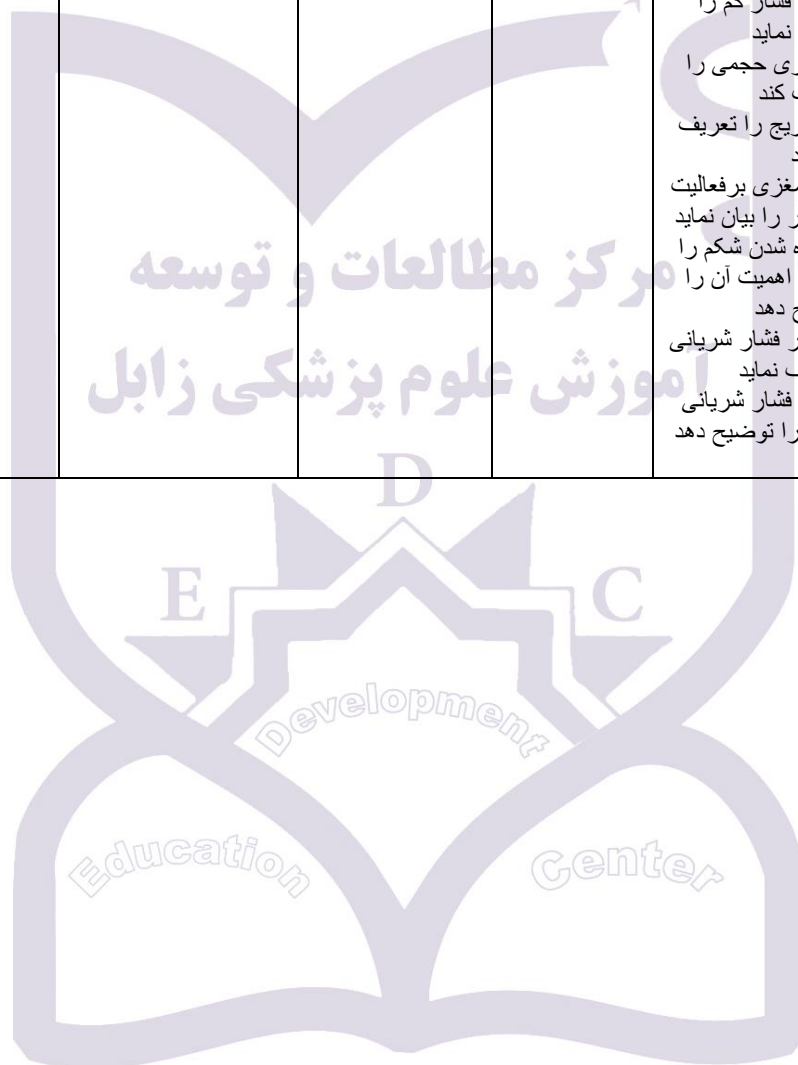 فشار کم را
نماید
ی حجمی را
کند
ریج را تعریف
مغزی برفعالیت
ر را بیان نماید
ه شدن شکم را
اهمیت آن را
دهد
ر فشار شریانی
نماید
فشار شریانی
را توضیح دهد
مرکز مطالعات و توسعه
آموزش علوم پزشکی زابل
D
E C
Development
Education Center